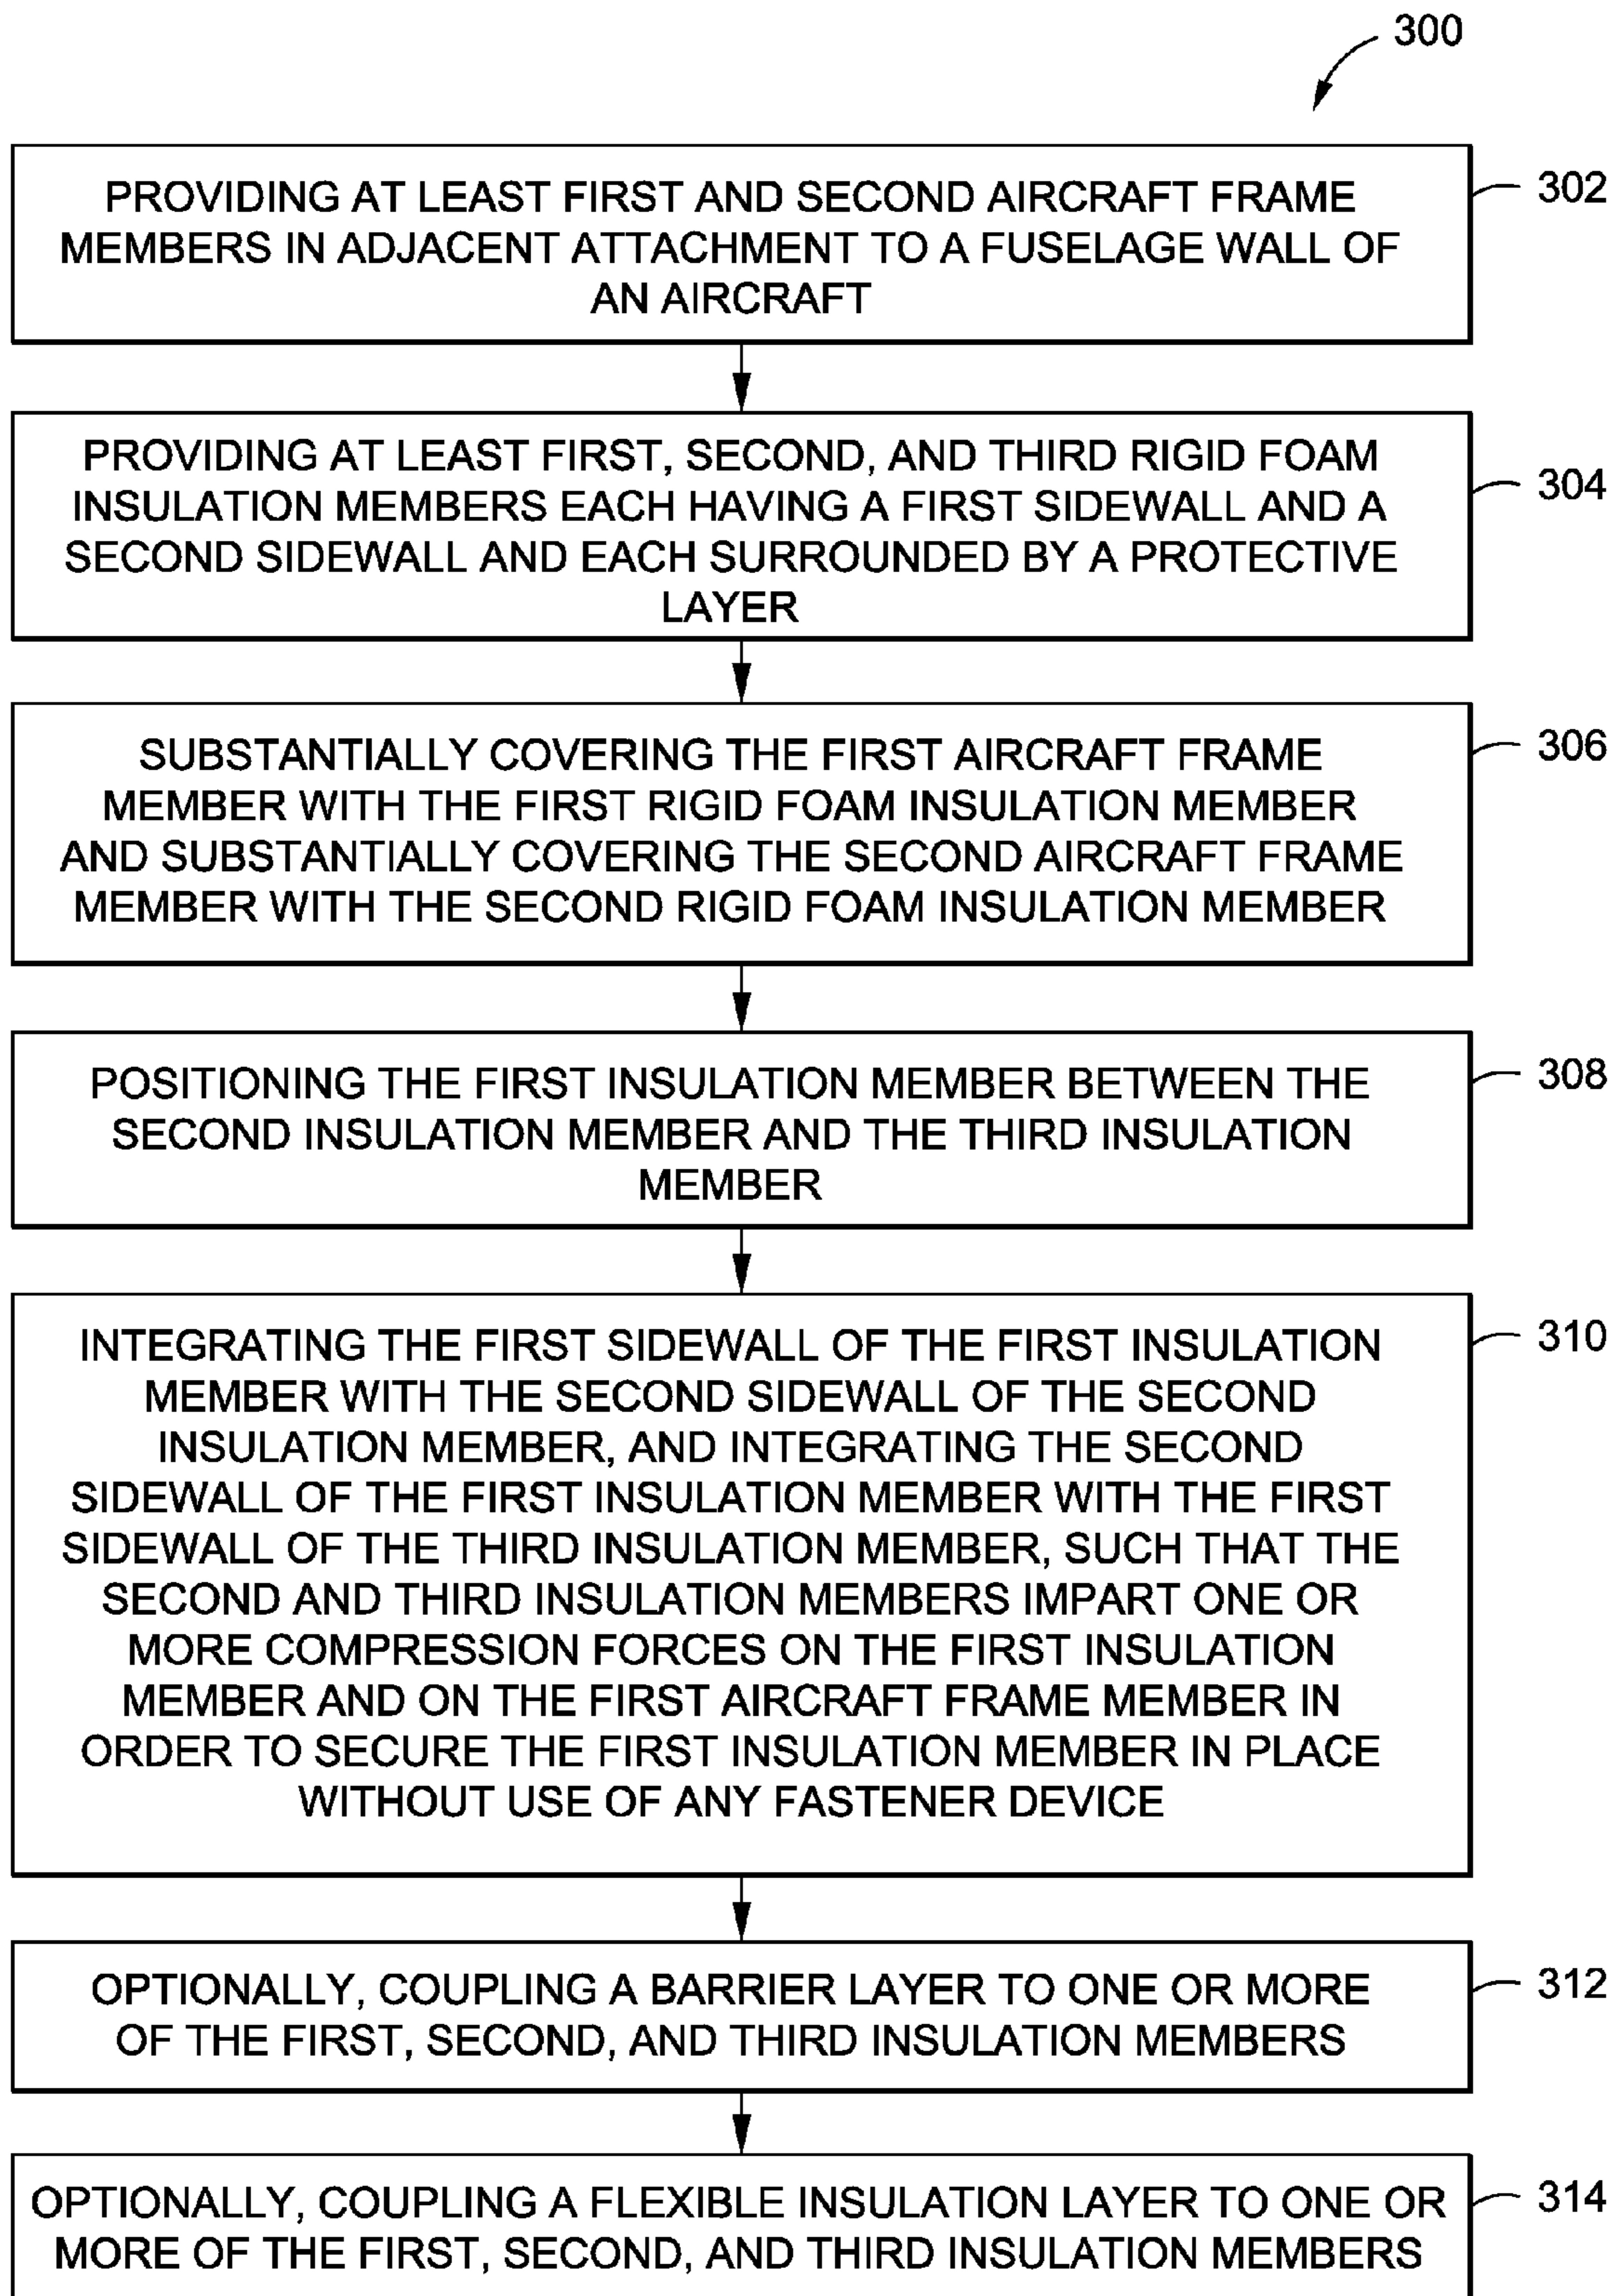 300
PROVIDING AT LEAST FIRST AND SECOND AIRCRAFT FRAME
MEMBERS IN ADJACENT ATTACHMENT TO A FUSELAGE WALL OF
AN AIRCRAFT
302
PROVIDING AT LEAST FIRST, SECOND, AND THIRD RIGID FOAM
INSULATION MEMBERS EACH HAVING A FIRST SIDEWALL AND A
SECOND SIDEWALL AND EACH SURROUNDED BY A PROTECTIVE
LAYER
304
SUBSTANTIALLY COVERING THE FIRST AIRCRAFT FRAME
MEMBER WITH THE FIRST RIGID FOAM INSULATION MEMBER
AND SUBSTANTIALLY COVERING THE SECOND AIRCRAFT FRAME
MEMBER WITH THE SECOND RIGID FOAM INSULATION MEMBER
306
POSITIONING THE FIRST INSULATION MEMBER BETWEEN THE
SECOND INSULATION MEMBER AND THE THIRD INSULATION
MEMBER
308
INTEGRATING THE FIRST SIDEWALL OF THE FIRST INSULATION
MEMBER WITH THE SECOND SIDEWALL OF THE SECOND
INSULATION MEMBER, AND INTEGRATING THE SECOND
SIDEWALL OF THE FIRST INSULATION MEMBER WITH THE FIRST
SIDEWALL OF THE THIRD INSULATION MEMBER, SUCH THAT THE
SECOND AND THIRD INSULATION MEMBERS IMPART ONE OR
MORE COMPRESSION FORCES ON THE FIRST INSULATION
MEMBER AND ON THE FIRST AIRCRAFT FRAME MEMBER IN
ORDER TO SECURE THE FIRST INSULATION MEMBER IN PLACE
WITHOUT USE OF ANY FASTENER DEVICE
310
OPTIONALLY, COUPLING A BARRIER LAYER TO ONE OR MORE
OF THE FIRST, SECOND, AND THIRD INSULATION MEMBERS
312
OPTIONALLY, COUPLING A FLEXIBLE INSULATION LAYER TO ONE OR
MORE OF THE FIRST, SECOND, AND THIRD INSULATION MEMBERS
314